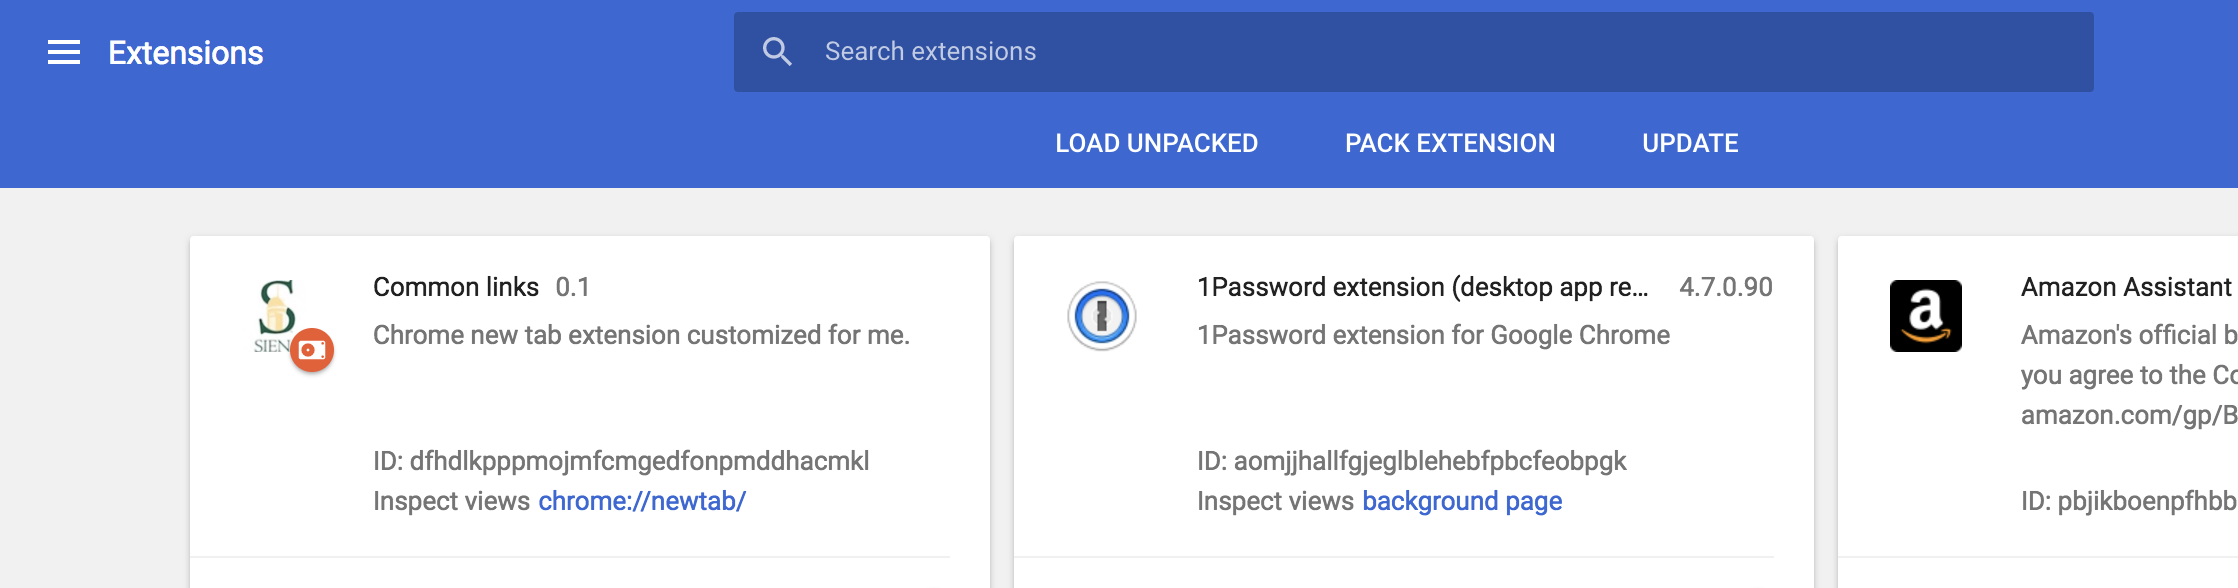 Extensions
Search extensions
LOAD UNPACKED PACK EXTENSION UPDATE
Common links 0.1
Chrome new tab extension customized for me.
SIEN
ID: dfhdlkpppmojmfcmgedfonpmddhacmkl
Inspect views chrome://newtab/
1Password extension (desktop app re... 4.7.0.90
1Password extension for Google Chrome
ID: aomjjhallfgjeglblehebfpbcfeobpgk
Inspect views background page
Amazon Assistant
Amazon's official b
you agree to the Co
amazon.com/gp/B
ID: pbjikboenpfhbb